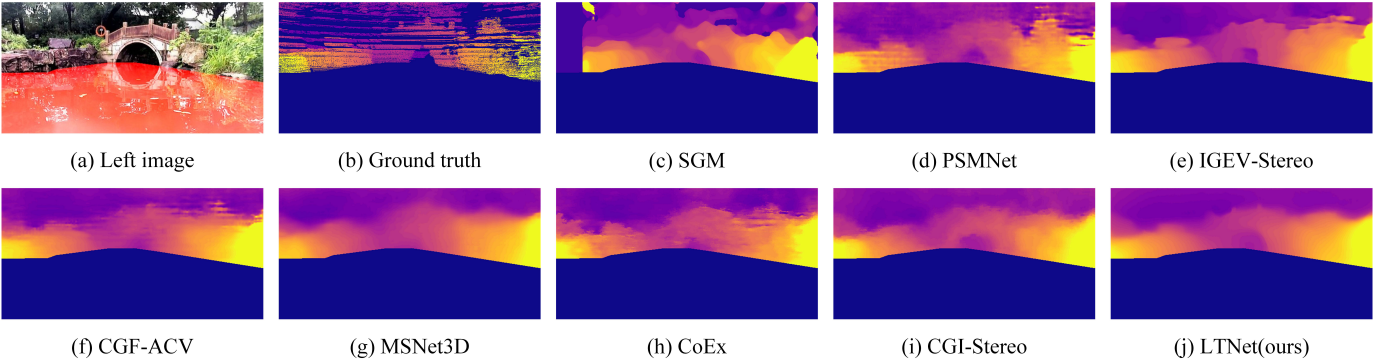 (a) Left image
(b) Ground truth
(c) SGM
(d) PSMNet
(e) IGEV-Stereo
(f) CGF-ACV
(g) MSNet3D
(h) CoEx
(i) CGI-Stereo
(j) LTNet(ours)